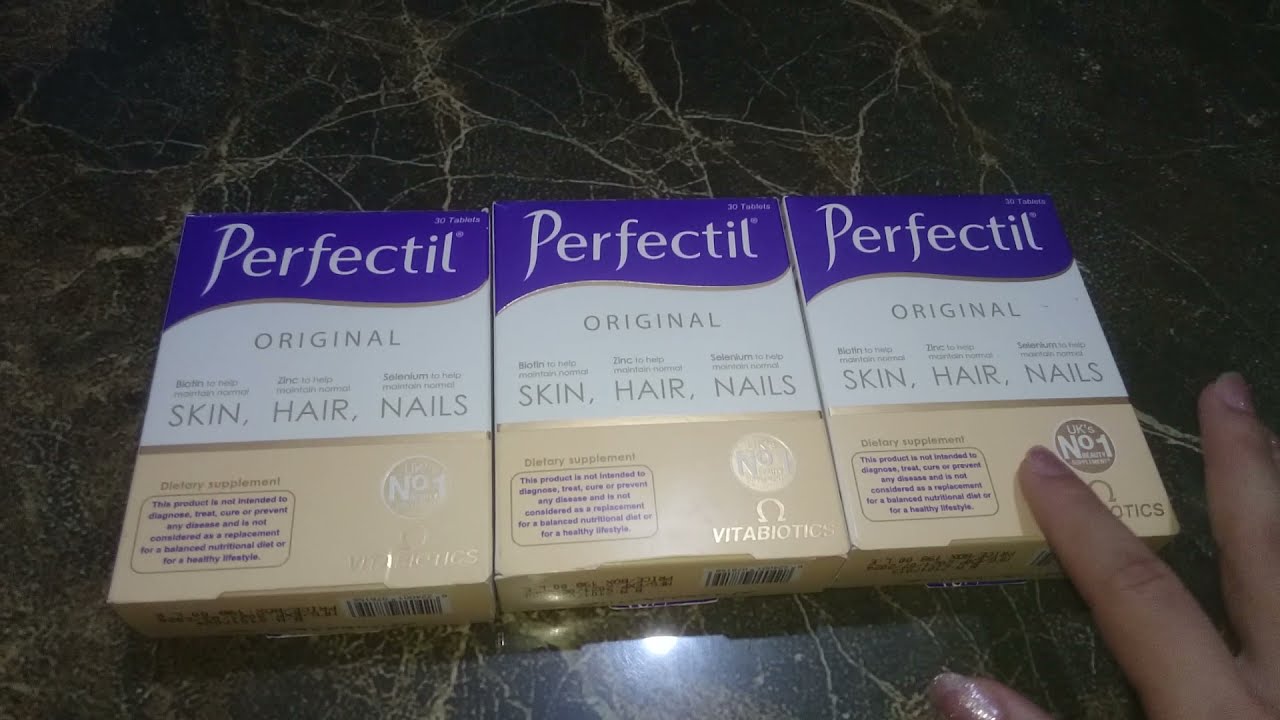 30 Tablets
Perfectil®
ORIGINAL
Biotin to help
maintain normal
SKIN,
Zinc to help
maintain normal
HAIR,
Selenium to help
maintain normal
NAILS
Dietary supplement
This product is not intended to
diagnose, treat, cure or prevent
any disease and is not
considered as a replacement
for a balanced nutritional diet or
for a healthy lifestyle.
UK's
No1
VITABIOTICS
30 Tablets
Perfectil®
ORIGINAL
Biotin to help
maintain normal
SKIN,
Zinc to help
maintain normal
HAIR,
Selenium to help
maintain normal
NAILS
Dietary supplement
This product is not intended to
diagnose, treat, cure or prevent
any disease and is not
considered as a replacement
for a balanced nutritional diet or
for a healthy lifestyle.
UK's
No1
VITABIOTICS
PRICE/BOX
30 Tablets
Perfectil®
ORIGINAL
Biotin to help
maintain normal
SKIN,
Zinc to help
maintain normal
HAIR,
Selenium to help
maintain normal
NAILS
Dietary supplement
This product is not intended to
diagnose, treat, cure or prevent
any disease and is not
considered as a replacement
for a balanced nutritional diet or
for a healthy lifestyle.
UK's
No1
BEAUTY
SUPPLEMENT
ABIOTICS